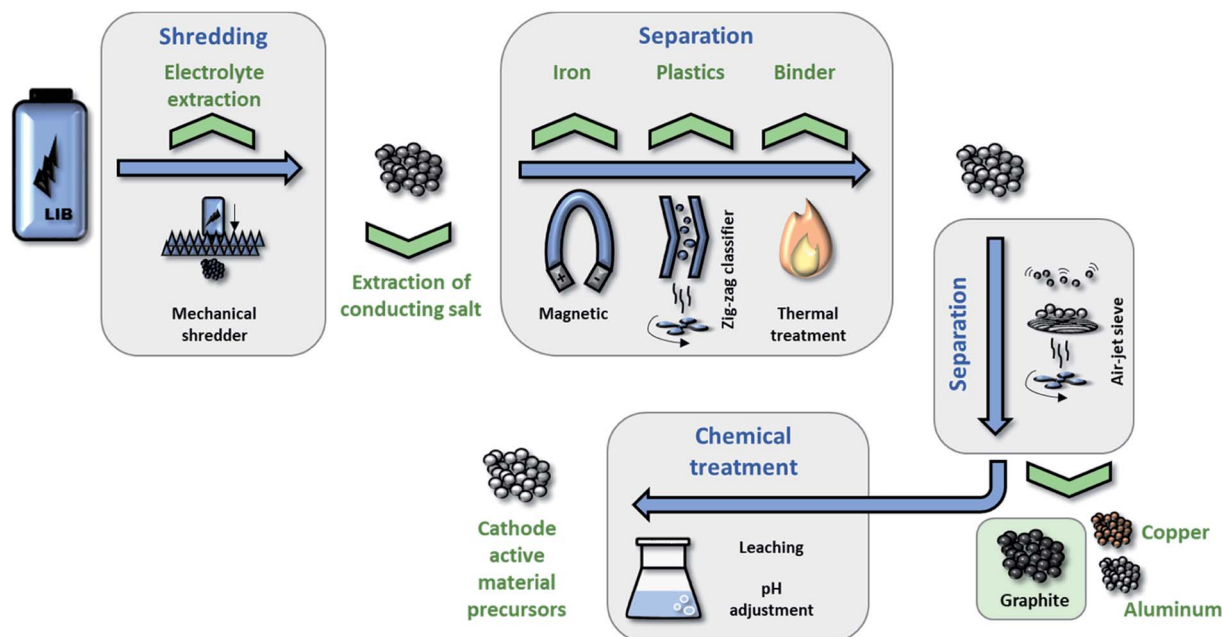 LIB
Shredding
Electrolyte
extraction
Mechanical
shredder
Extraction of
conducting salt
Separation
Iron
Plastics
Binder
+
-
Magnetic
Zig-zag classifier
Thermal
treatment
Separation
Air-jet sieve
Copper
Graphite
Aluminum
Chemical
treatment
Leaching
pH
adjustment
Cathode
active
material
precursors